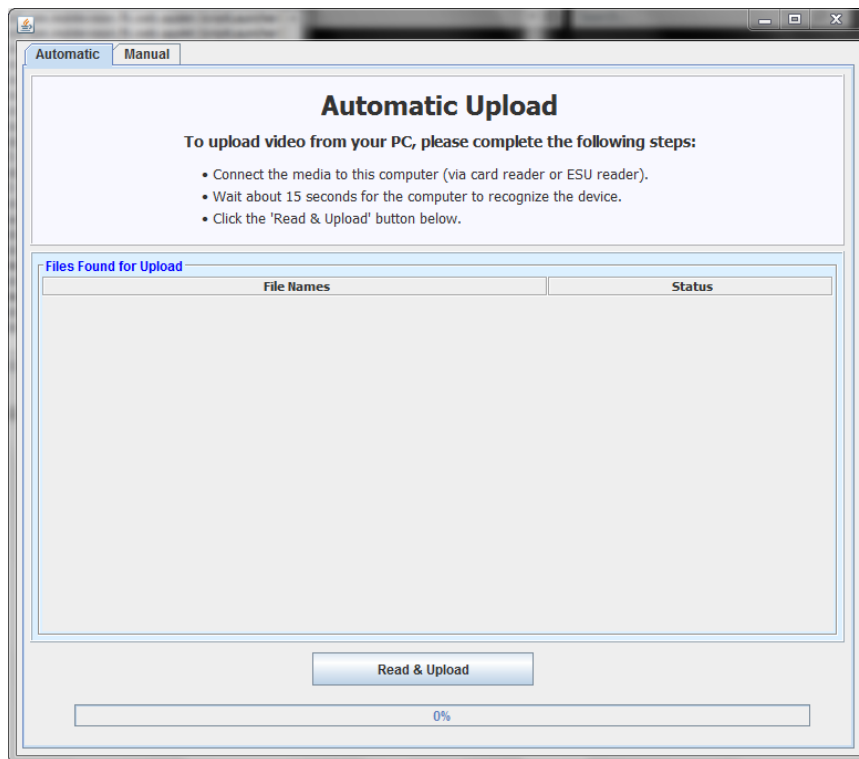 Automatic Manual
Automatic Upload
To upload video from your PC, please complete the following steps:
• Connect the media to this computer (via card reader or ESU reader).
• Wait about 15 seconds for the computer to recognize the device.
• Click the 'Read & Upload' button below.
Files Found for Upload
File Names Status
Read & Upload
0%